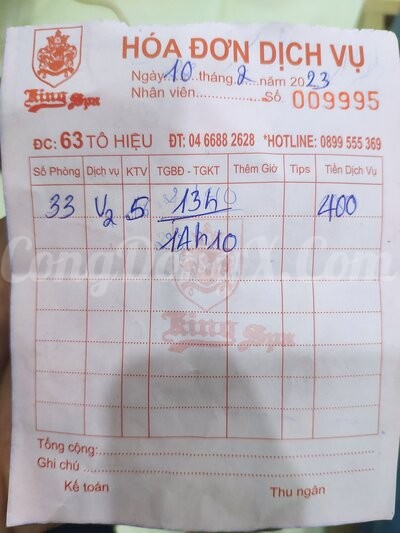 HÓA ĐƠN DỊCH VỤ
King Spa
Ngày 10 tháng 2 năm 2023
Nhân viên.............. Số 009995
ĐC: 63 TÔ HIỆU ĐT: 04 6688 2628 *HOTLINE: 0899 555 369
Số Phòng Dịch vụ KTV TGBĐ - TGKT Thêm Giờ Tips Tiền Dịch Vụ
33 V2 5 13h 400
14h10
CongDongX.Com
King Spa
Tổng cộng:
Ghi chú
Kế toán Thu ngân